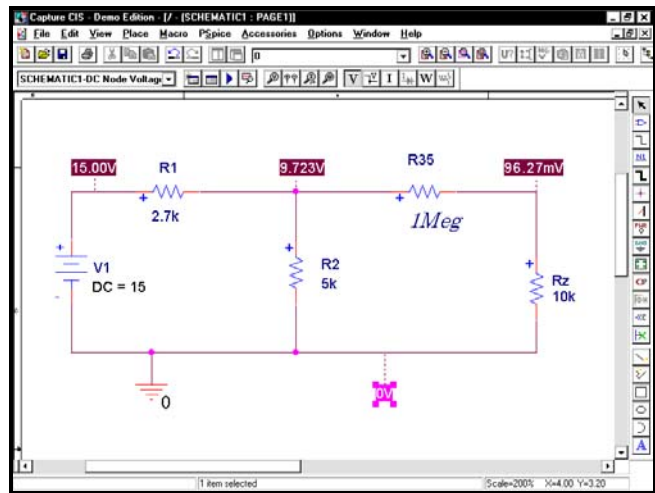 Capture CIS - Demo Edition - [/ - (SCHEMATIC1 : PAGE1)]
File Edit View Place Macro PSpice Accessories Options Window Help
0
U?
SCHEMATIC1-DC Node Voltag
V I W
15.00V R1 9.723V R35 96.27mV
2.7k 1Meg
V1 R2 Rz
DC = 15 5k 10k
0 0V
1 item selected Scale=200% X=4.00 Y=3.20